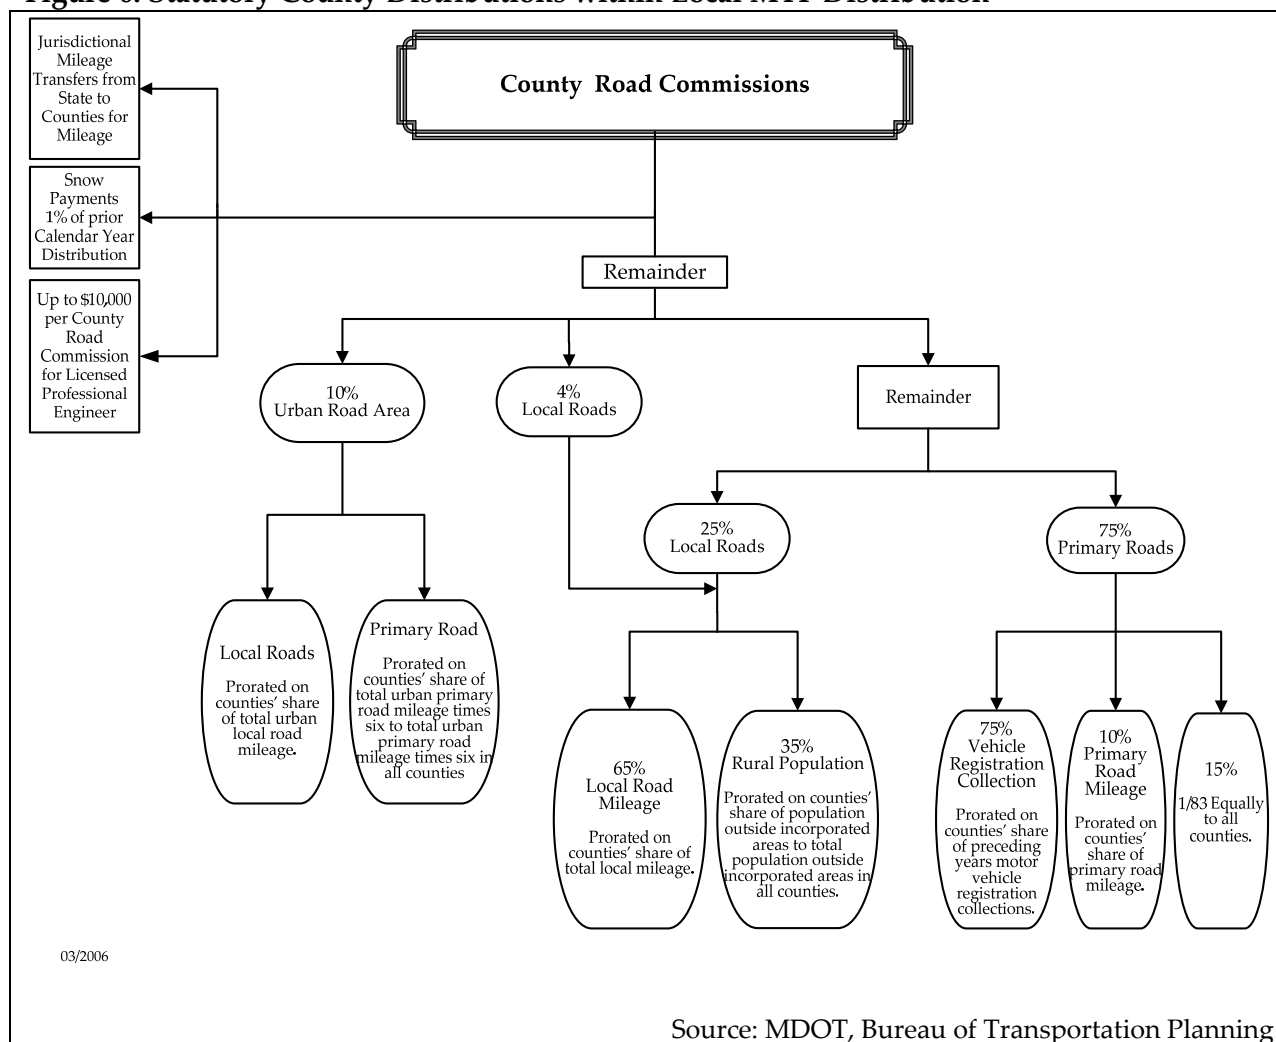 Jurisdictional
Mileage
Transfers from
State to
Counties for
Mileage
County Road Commissions
Snow
Payments
1% of prior
Calendar Year
Distribution
Remainder
Up to $10,000
per County
Road
Commission
for Licensed
Professional
Engineer
10%
Urban Road Area
4%
Local Roads
Remainder
25%
Local Roads
75%
Primary Roads
Local Roads
Prorated on
counties' share
of total urban
local road
mileage.
Primary Road
Prorated on
counties' share of
total urban primary
road mileage times
six to total urban
primary road
mileage times six in
all counties
65%
Local Road
Mileage
Prorated on
counties' share of
total local mileage.
35%
Rural Population
Prorated on counties'
share of population
outside incorporated
areas to total
population outside
incorporated areas in
all counties.
75%
Vehicle
Registration
Collection
Prorated on
counties' share
of preceding
years motor
vehicle
registration
collections.
10%
Primary
Road
Mileage
Prorated on
counties'
share of
primary road
mileage.
15%
1/83 Equally
to all
counties.
03/2006
Source: MDOT, Bureau of Transportation Planning